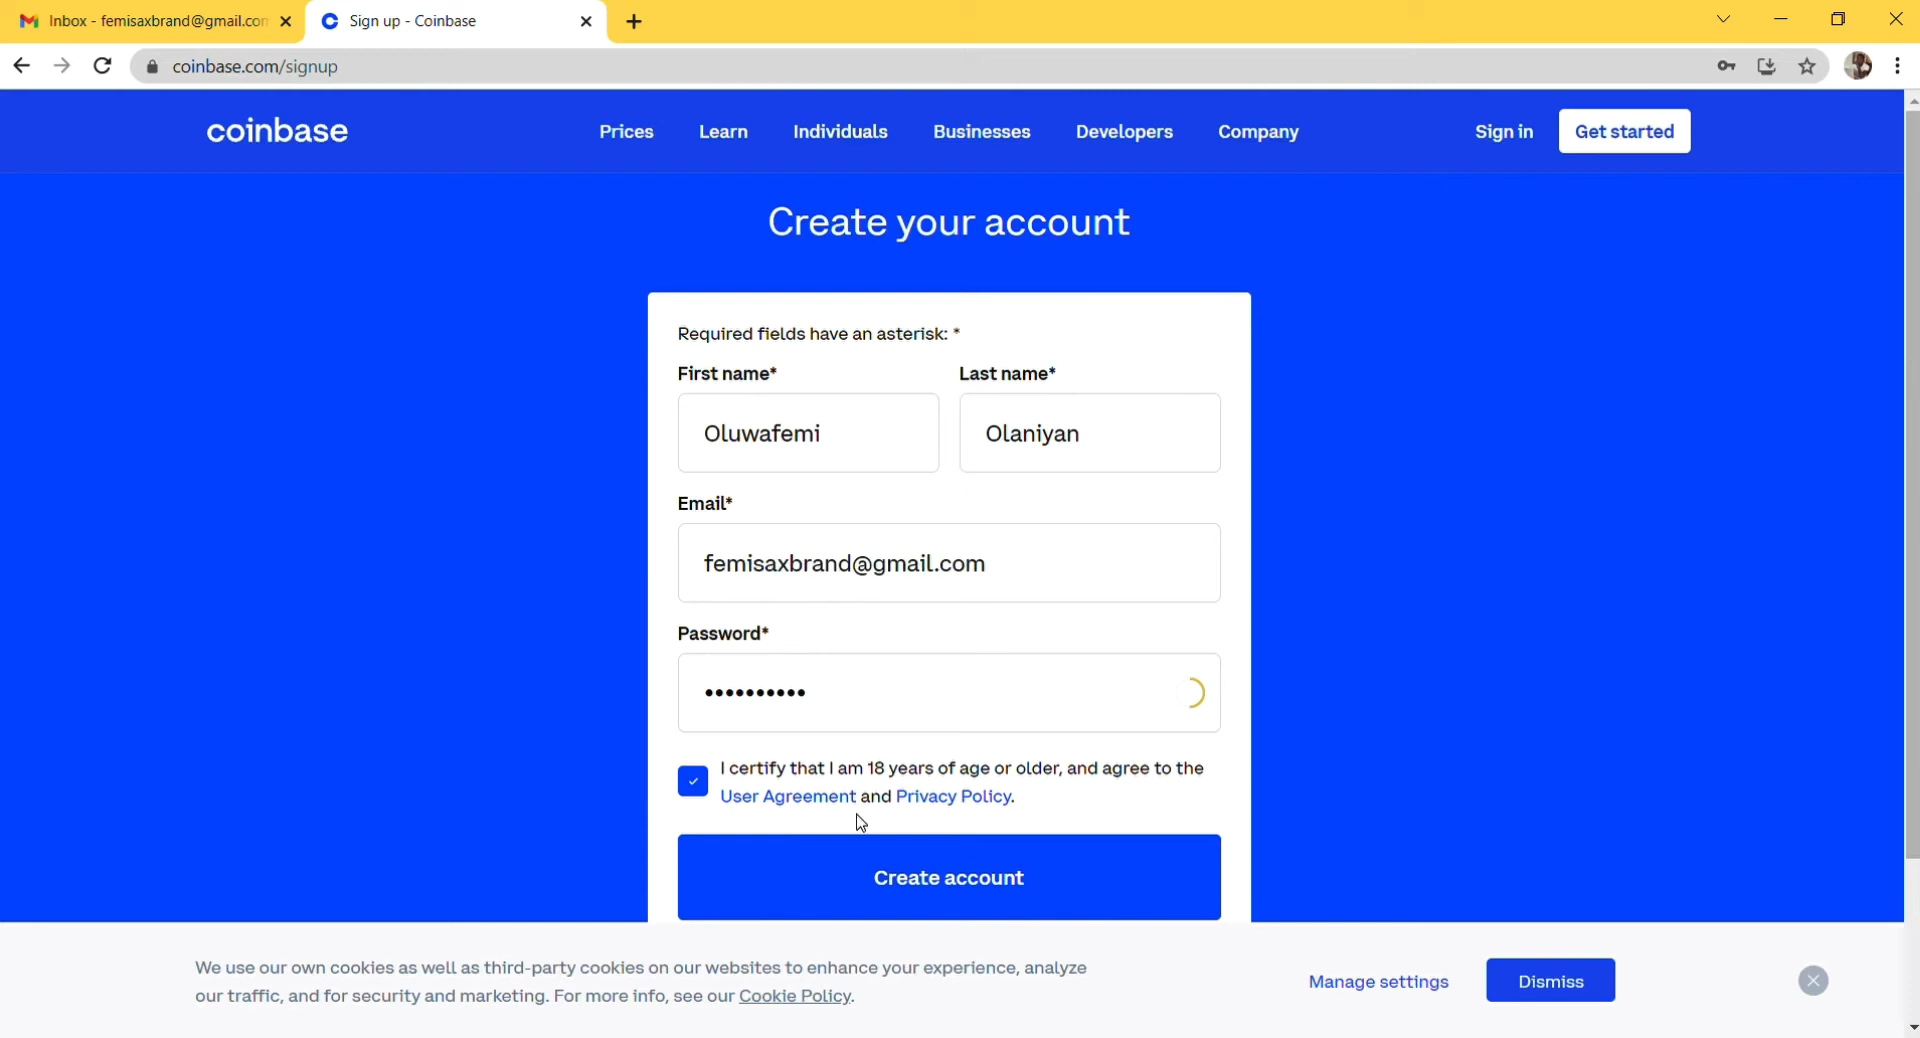 Inbox - femisaxbrand@gmail.com
Sign up - Coinbase
coinbase.com/signup
coinbase
Prices
Learn
Individuals
Businesses
Developers
Company
Sign in
Get started
Create your account
Required fields have an asterisk: *
First name*
Last name*
Oluwafemi
Olaniyan
Email*
femisaxbrand@gmail.com
Password*
I certify that I am 18 years of age or older, and agree to the
User Agreement and Privacy Policy.
Create account
We use our own cookies as well as third-party cookies on our websites to enhance your experience, analyze
our traffic, and for security and marketing. For more info, see our Cookie Policy.
Manage settings
Dismiss